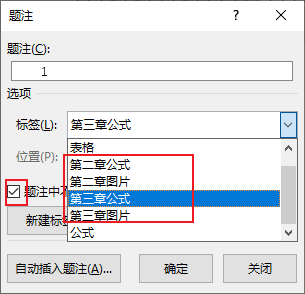 题注
题注(C):
1
选项
标签(L): 第三章公式
表格
位置(P): 第二章公式
第二章图片
题注中不 第三章公式
新建标签 第三章图片
公式
自动插入题注(A)... 确定 关闭